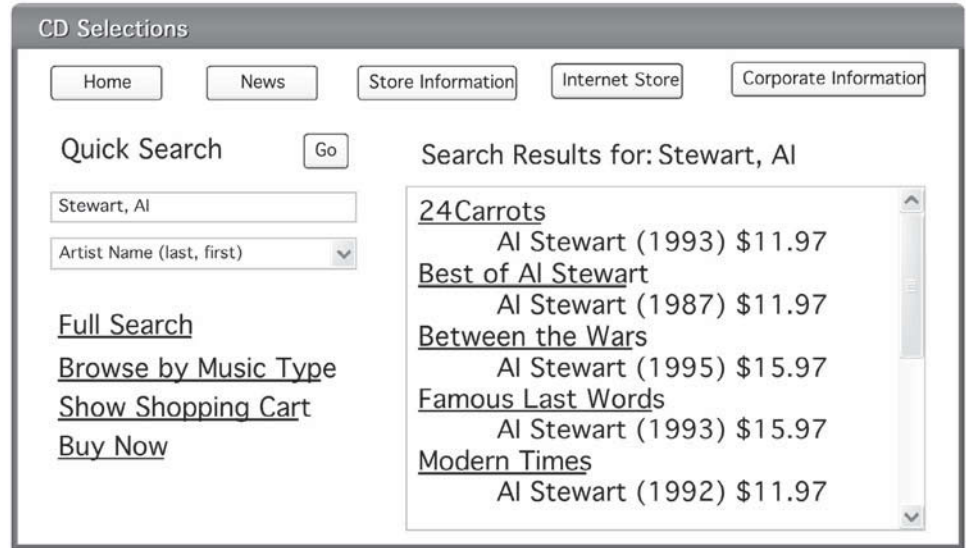 CD Selections
Home News Store Information Internet Store Corporate Information
Quick Search Go
Stewart, Al
Artist Name (last, first)
Full Search
Browse by Music Type
Show Shopping Cart
Buy Now
Search Results for: Stewart, Al
24Carrots
Al Stewart (1993) $11.97
Best of Al Stewart
Al Stewart (1987) $11.97
Between the Wars
Al Stewart (1995) $15.97
Famous Last Words
Al Stewart (1993) $15.97
Modern Times
Al Stewart (1992) $11.97